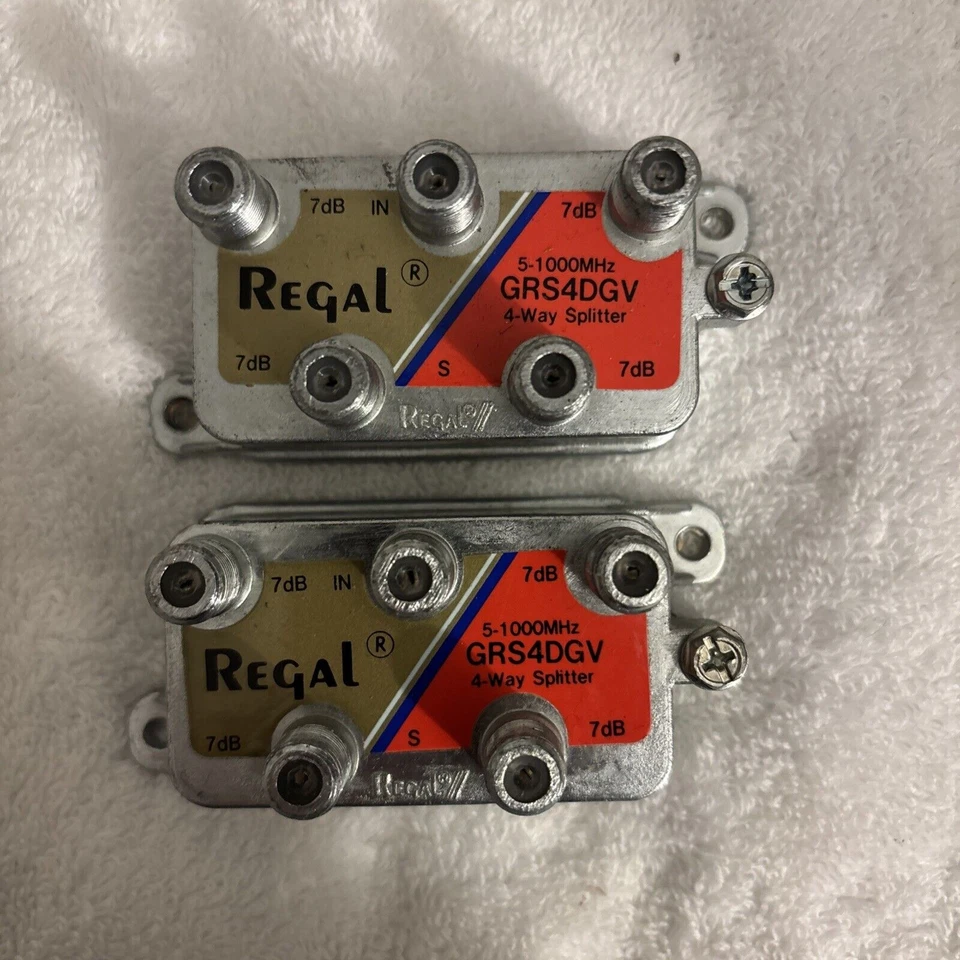 7dB IN 7dB
REGAL ®
5-1000MHz
GRS4DGV
4-Way Splitter
7dB S 7dB
REGAL®
7dB IN 7dB
REGAL ®
5-1000MHz
GRS4DGV
4-Way Splitter
7dB S 7dB
REGAL®